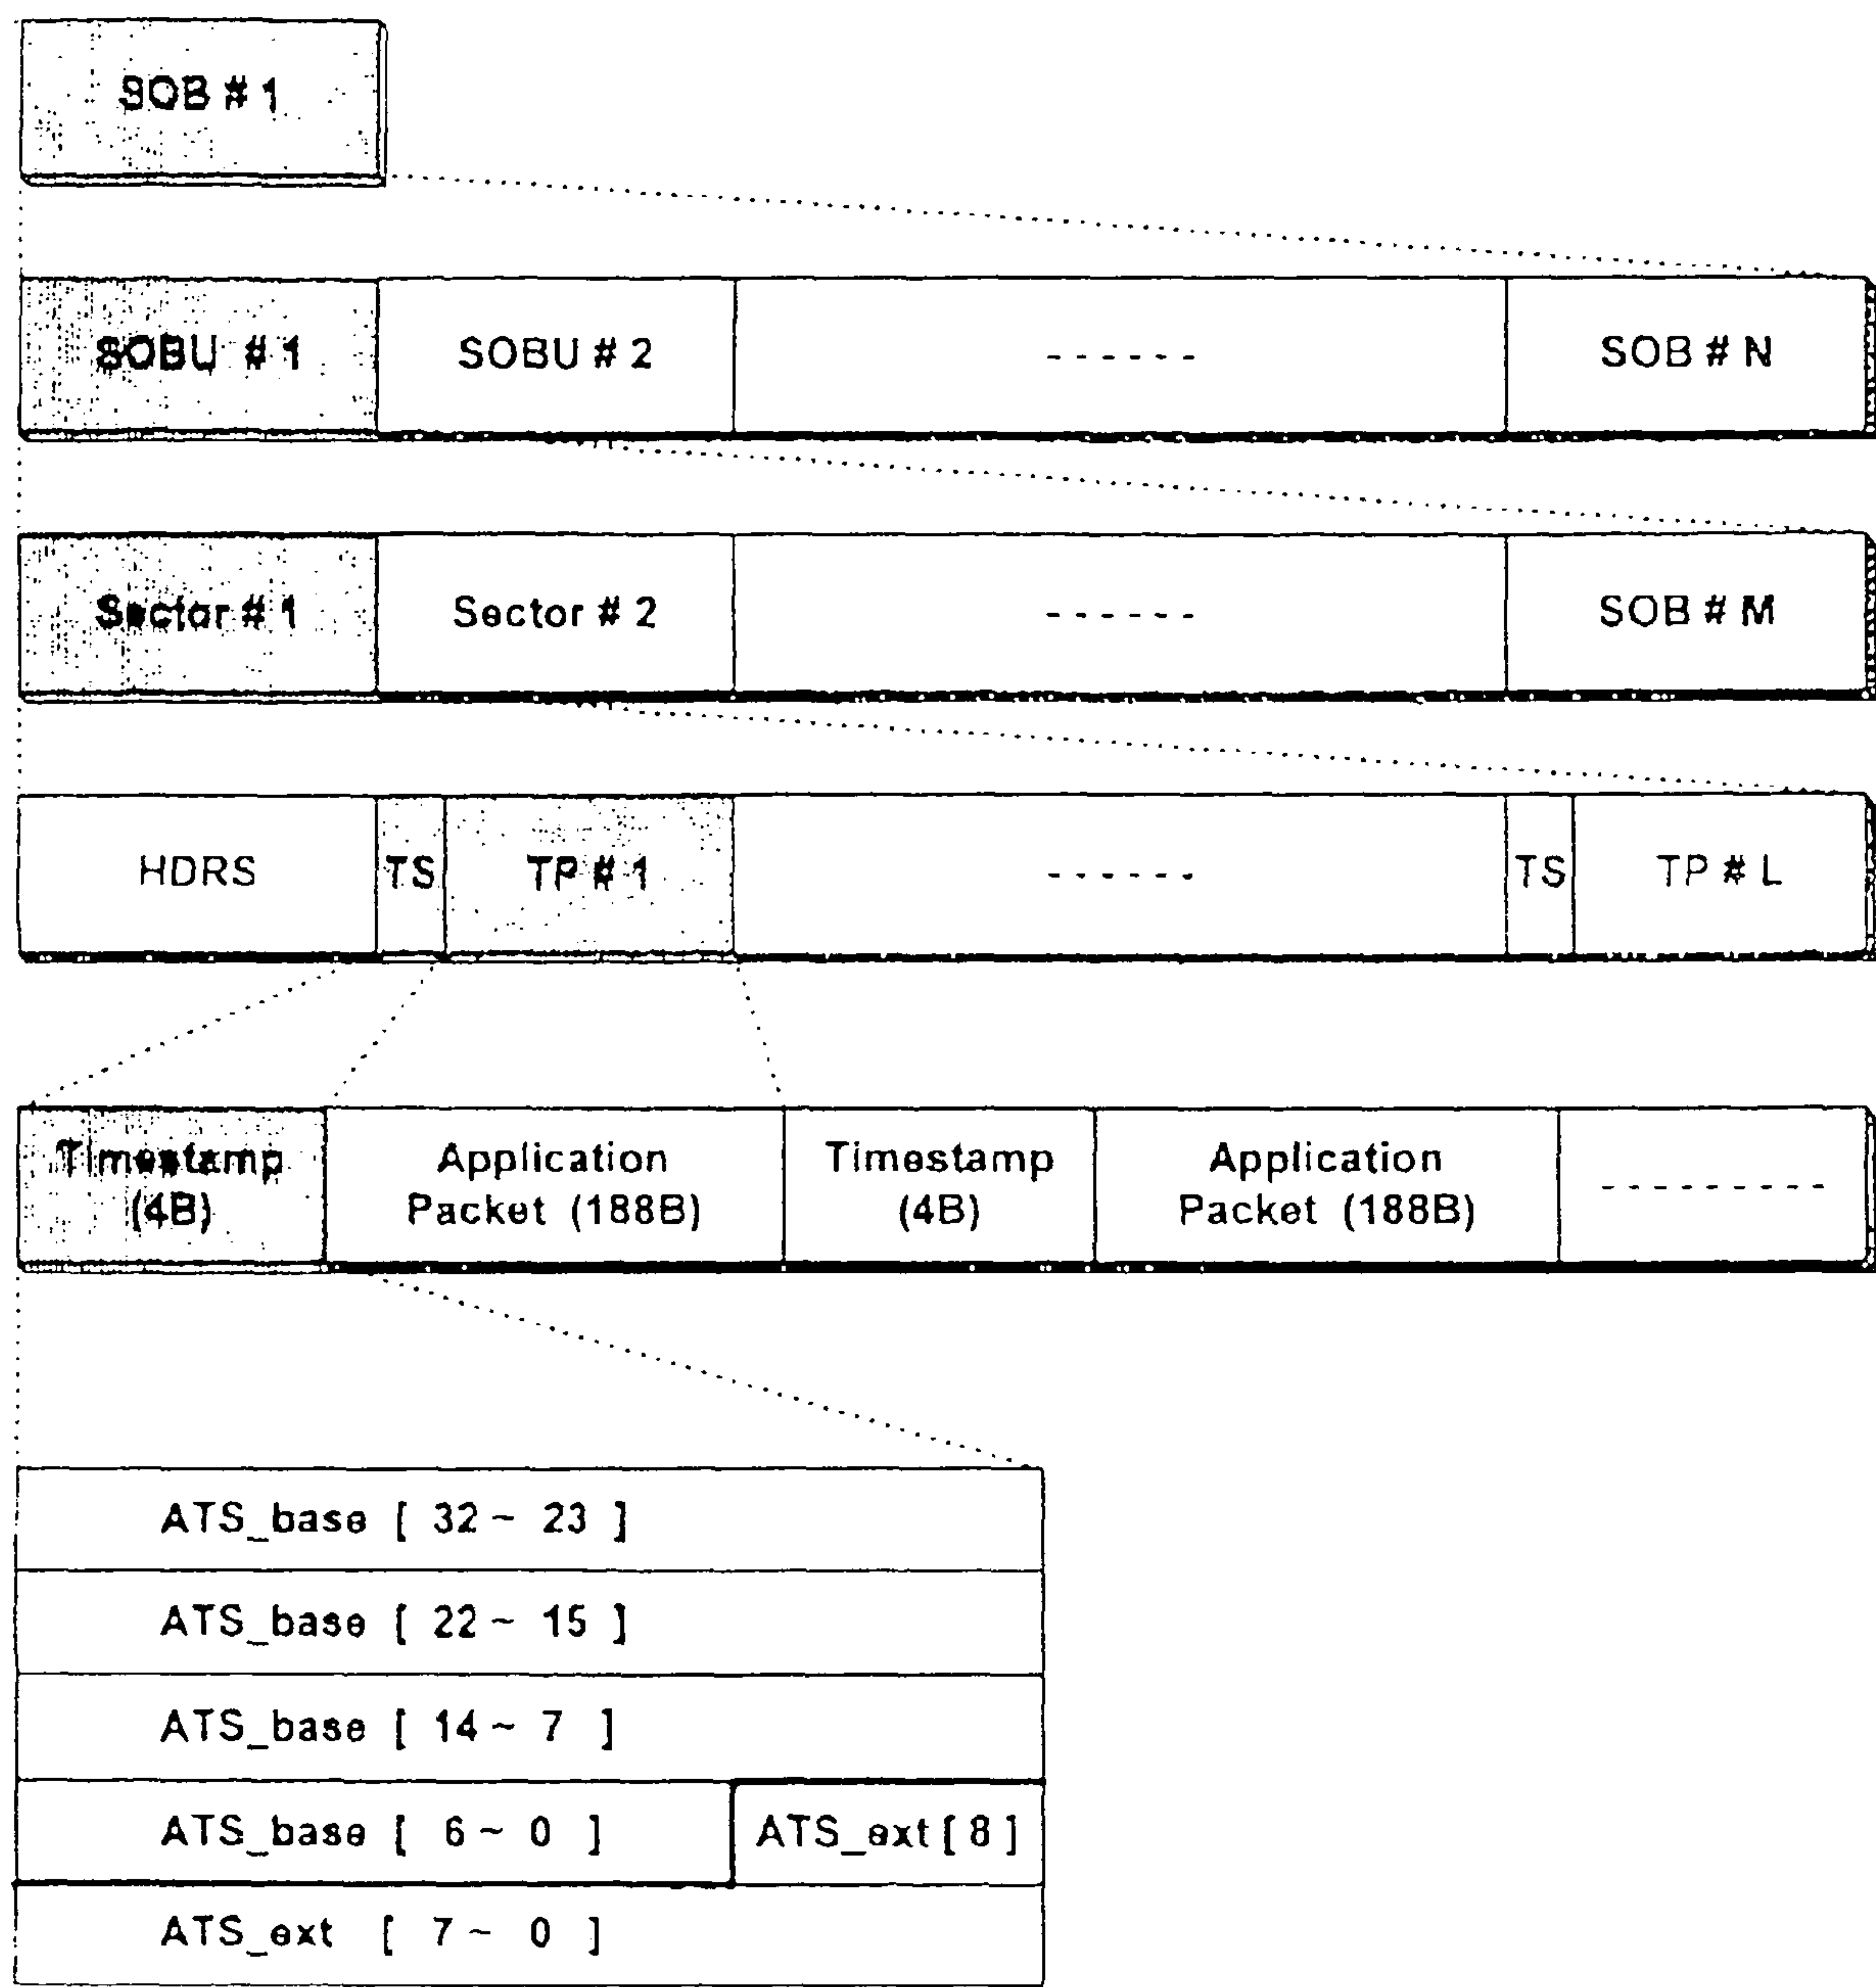 SOB # 1
SOBU # 1
SOBU # 2
------
SOB # N
Sector # 1
Sector # 2
------
SOB # M
HDRS
TS
TP # 1
------
TS
TP # L
Timestamp
(4B)
Application
Packet (188B)
Timestamp
(4B)
Application
Packet (188B)
---------
ATS_base [ 32 ~ 23 ]
ATS_base [ 22 ~ 15 ]
ATS_base [ 14 ~ 7 ]
ATS_base [ 6 ~ 0 ]
ATS_ext [ 8 ]
ATS_ext [ 7 ~ 0 ]